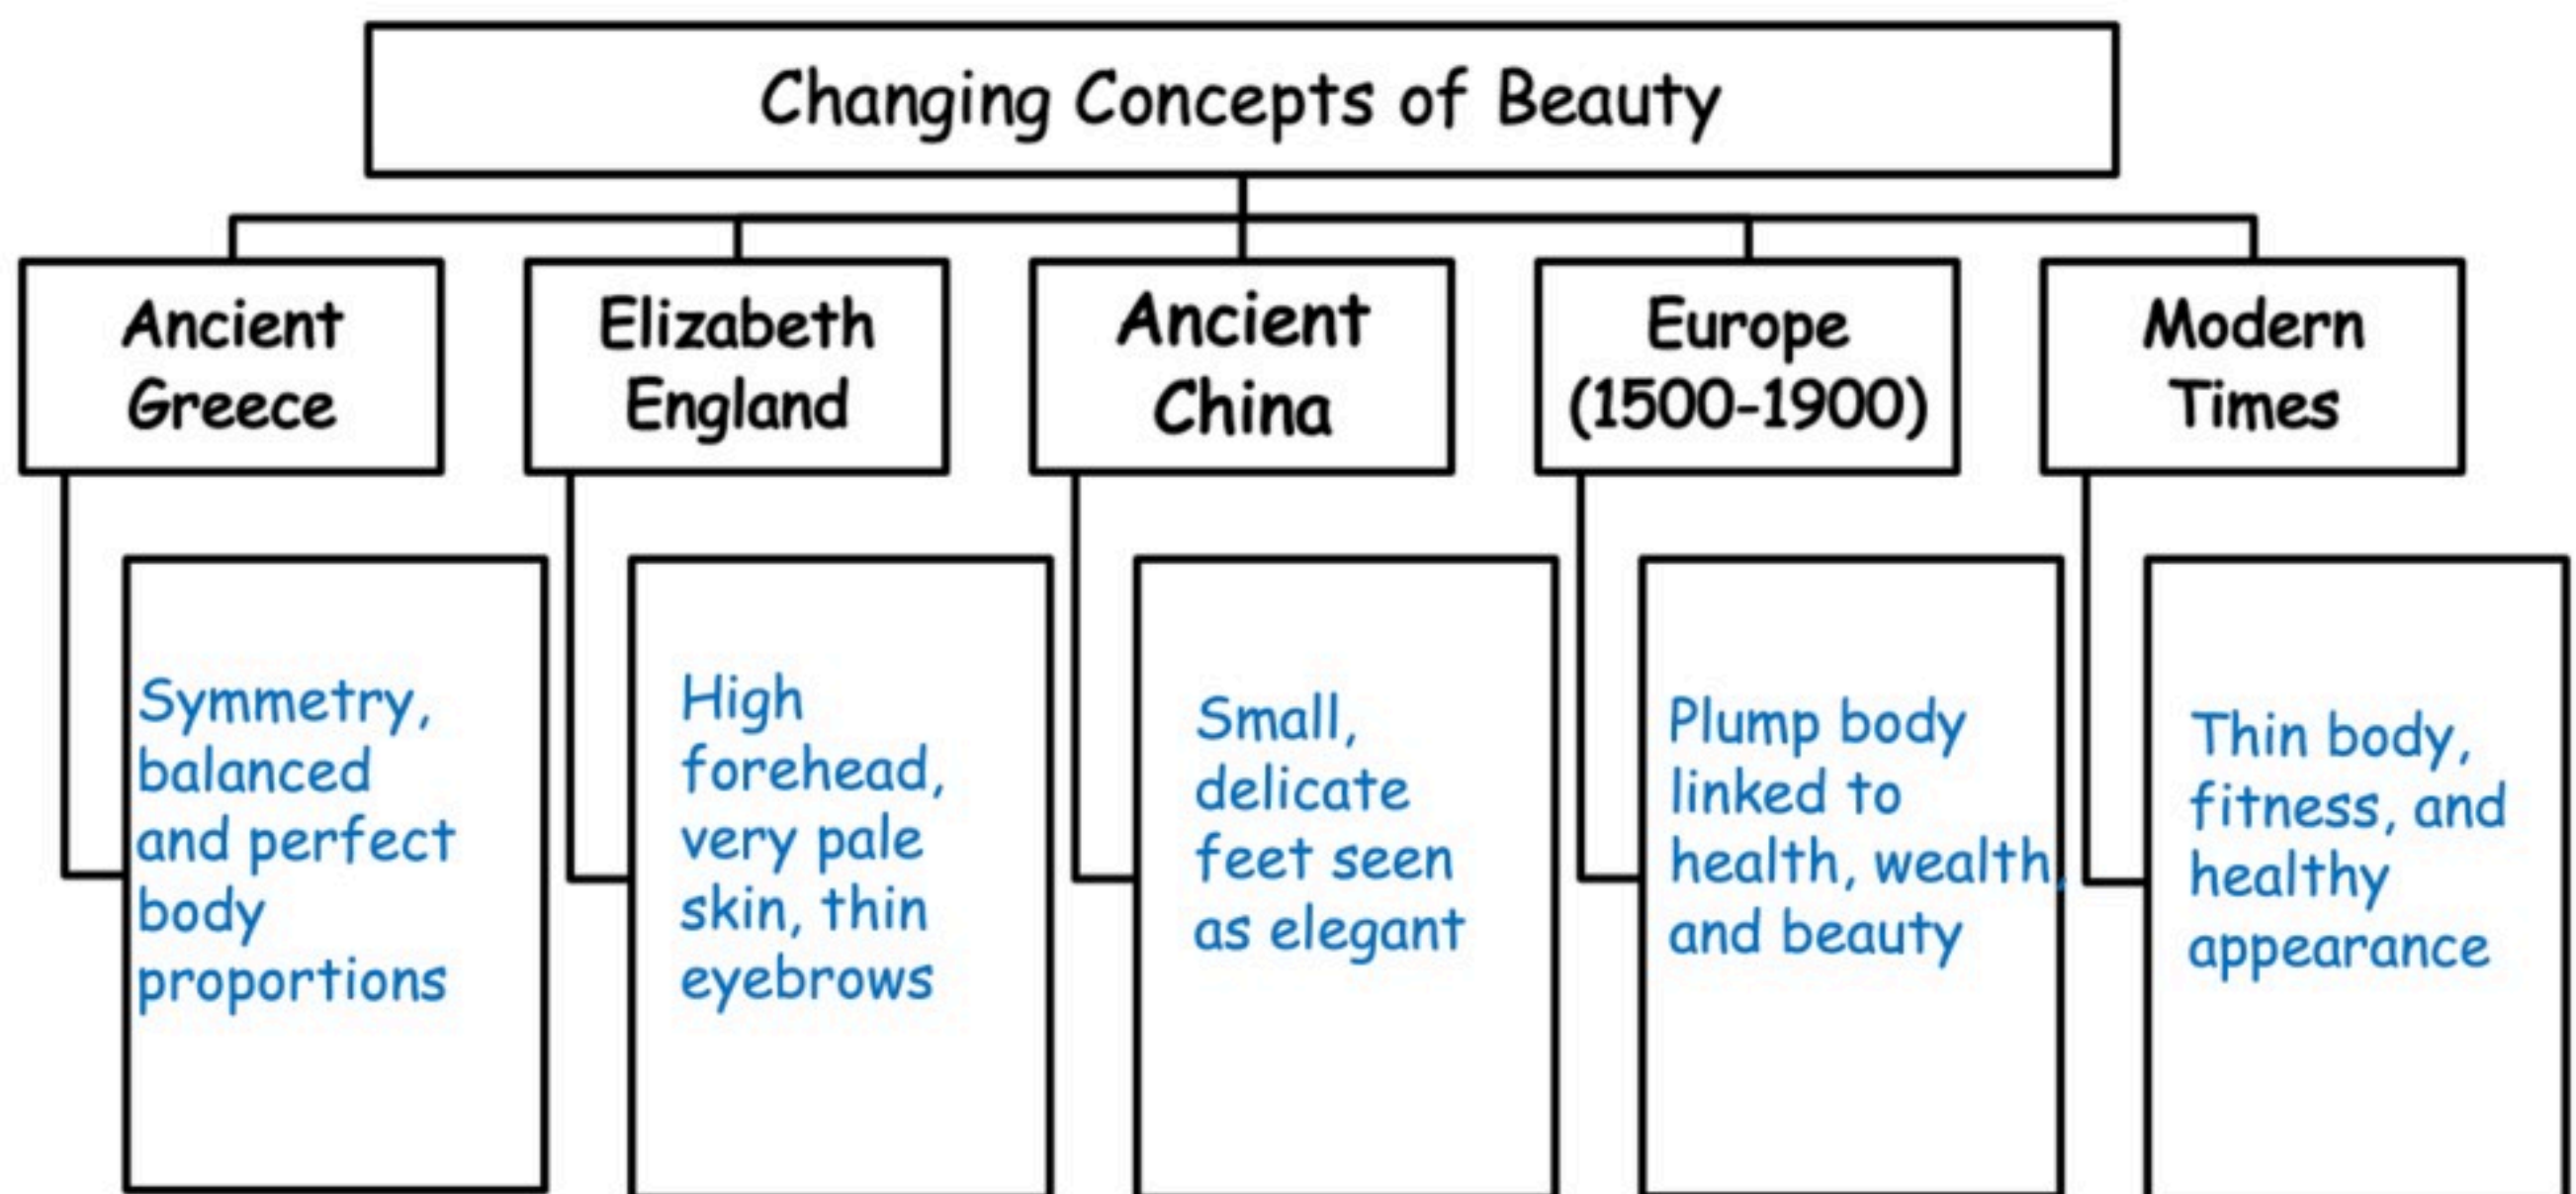 Changing Concepts of Beauty
Ancient
Greece
Elizabeth
England
Ancient
China
Europe
(1500-1900)
Modern
Times
Symmetry,
balanced
and perfect
body
proportions
High
forehead,
very pale
skin, thin
eyebrows
Small,
delicate
feet seen
as elegant
Plump body
linked to
health, wealth,
and beauty
Thin body,
fitness, and
healthy
appearance